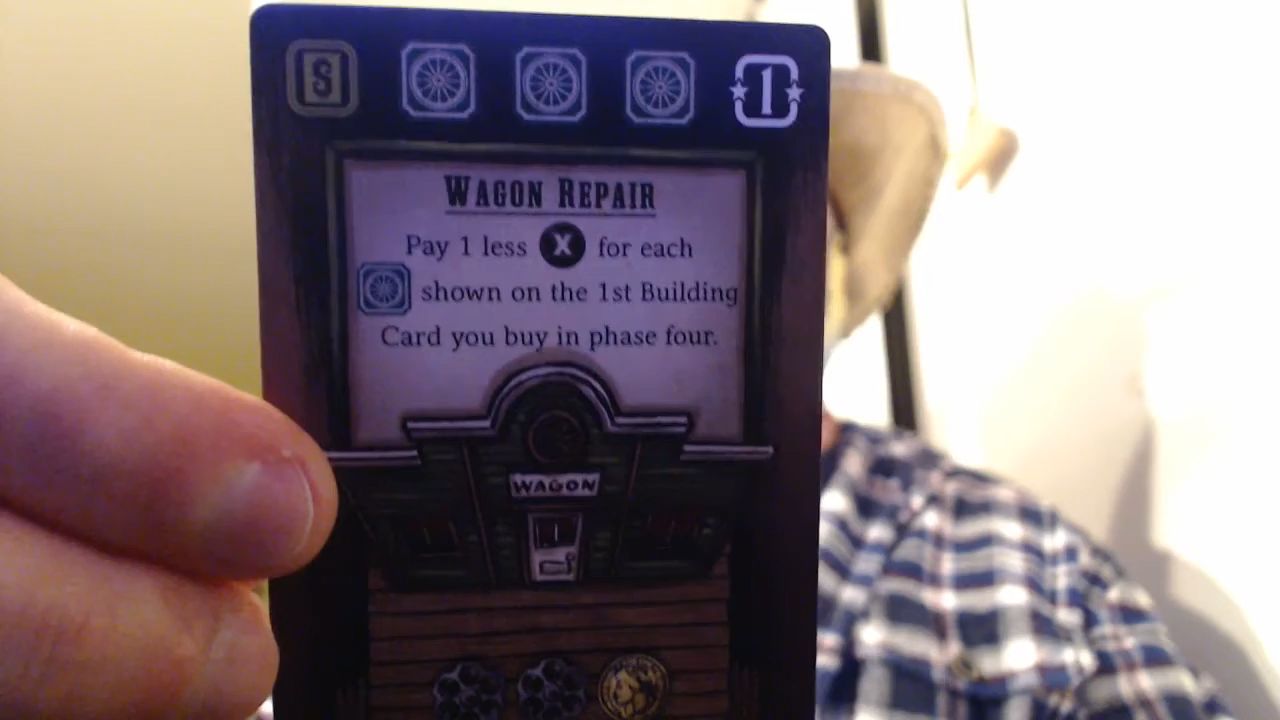 S 1
WAGON REPAIR
Pay 1 less X for each
shown on the 1st Building
Card you buy in phase four.
WAGON